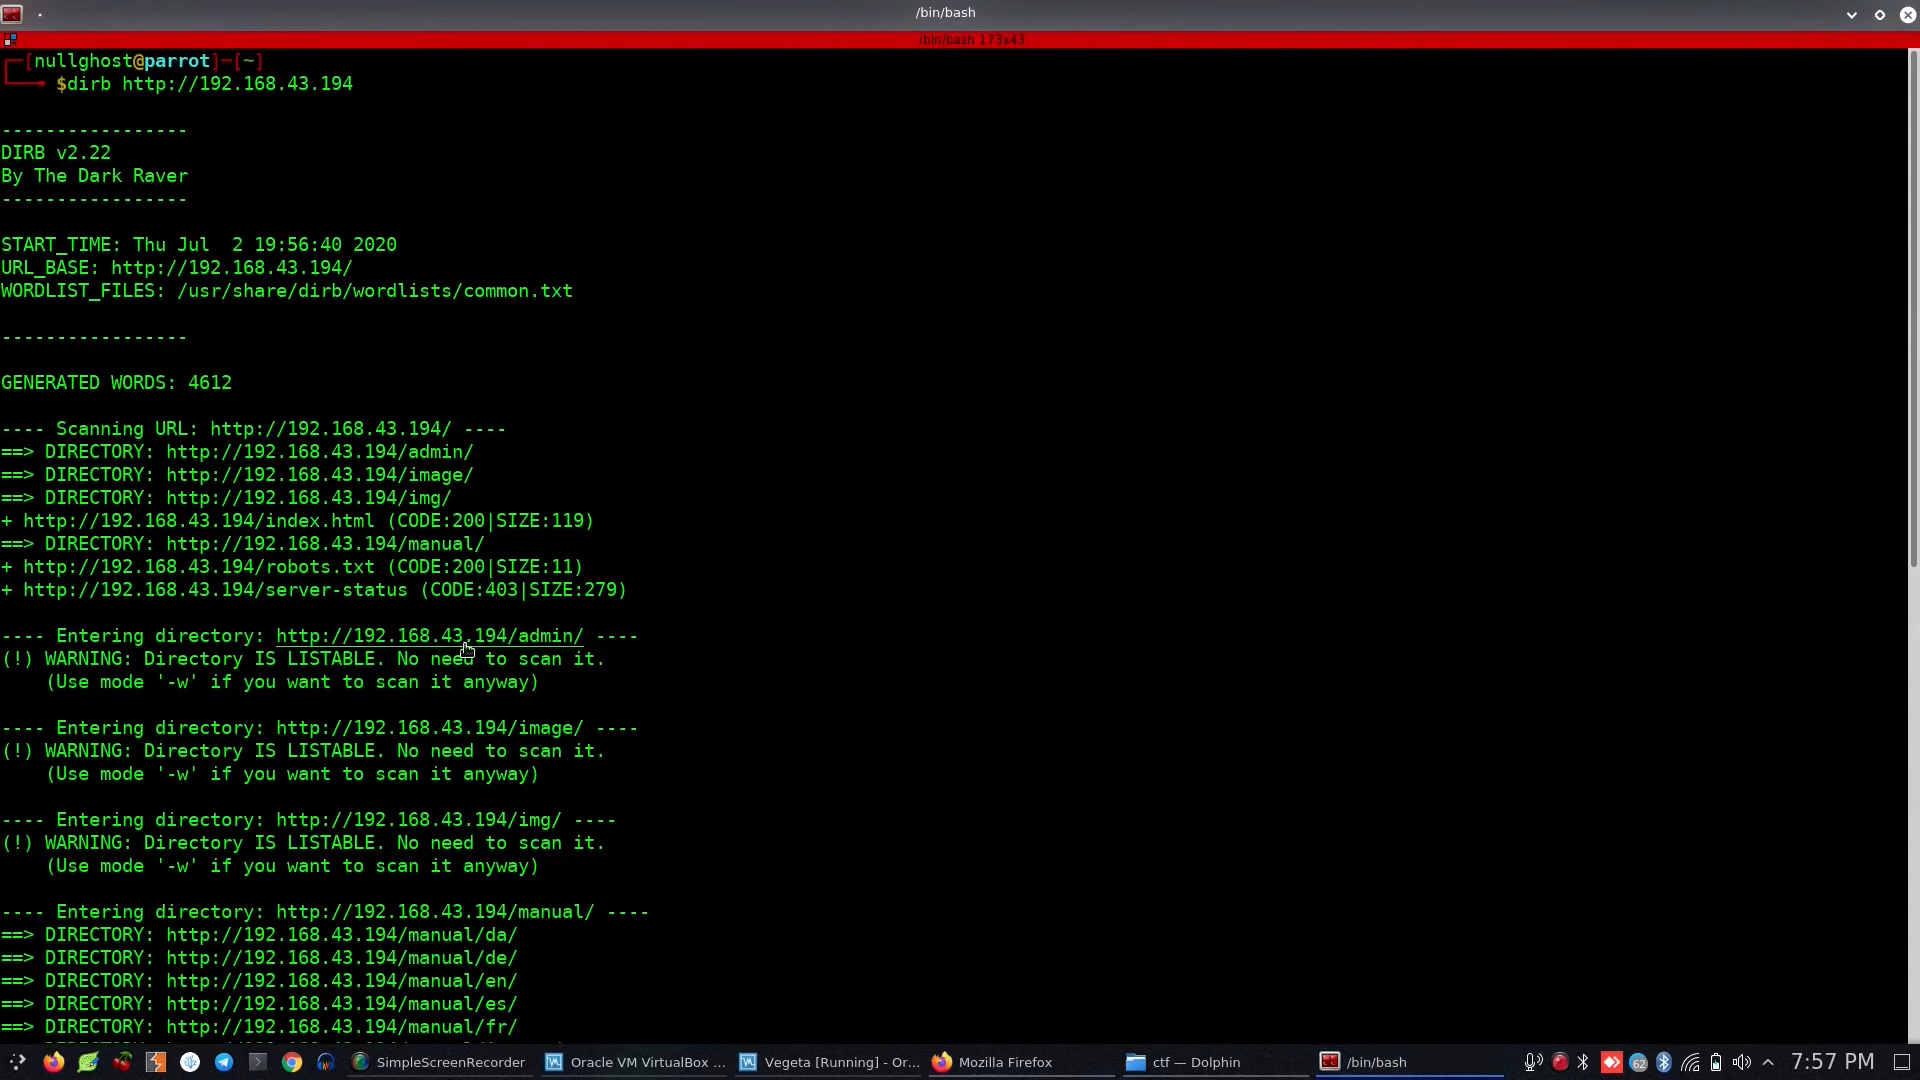 /bin/bash
/bin/bash 173x43
[nullghost@parrot]-[~]
$dirb http://192.168.43.194
-----------------
DIRB v2.22
By The Dark Raver
-----------------
START_TIME: Thu Jul  2 19:56:40 2020
URL_BASE: http://192.168.43.194/
WORDLIST_FILES: /usr/share/dirb/wordlists/common.txt
-----------------
GENERATED WORDS: 4612
---- Scanning URL: http://192.168.43.194/ ----
==> DIRECTORY: http://192.168.43.194/admin/
==> DIRECTORY: http://192.168.43.194/image/
==> DIRECTORY: http://192.168.43.194/img/
+ http://192.168.43.194/index.html (CODE:200|SIZE:119)
==> DIRECTORY: http://192.168.43.194/manual/
+ http://192.168.43.194/robots.txt (CODE:200|SIZE:11)
+ http://192.168.43.194/server-status (CODE:403|SIZE:279)
---- Entering directory: http://192.168.43.194/admin/ ----
(!) WARNING: Directory IS LISTABLE. No need to scan it.
    (Use mode '-w' if you want to scan it anyway)
---- Entering directory: http://192.168.43.194/image/ ----
(!) WARNING: Directory IS LISTABLE. No need to scan it.
    (Use mode '-w' if you want to scan it anyway)
---- Entering directory: http://192.168.43.194/img/ ----
(!) WARNING: Directory IS LISTABLE. No need to scan it.
    (Use mode '-w' if you want to scan it anyway)
---- Entering directory: http://192.168.43.194/manual/ ----
==> DIRECTORY: http://192.168.43.194/manual/da/
==> DIRECTORY: http://192.168.43.194/manual/de/
==> DIRECTORY: http://192.168.43.194/manual/en/
==> DIRECTORY: http://192.168.43.194/manual/es/
==> DIRECTORY: http://192.168.43.194/manual/fr/
SimpleScreenRecorder Oracle VM VirtualBox ... Vegeta [Running] - Or... Mozilla Firefox ctf — Dolphin /bin/bash 62 7:57 PM